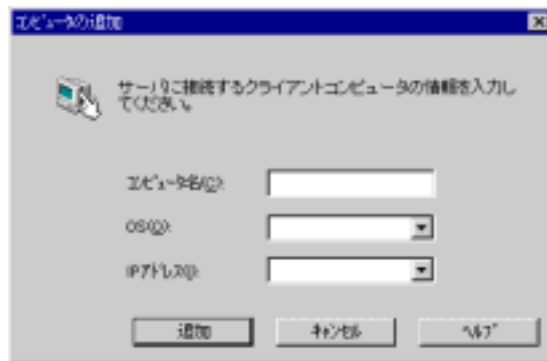 コンピュータの追加
サーバに接続するクライアントコンピュータの情報を入力し
てください。
コンピュータ名(C):
OS(O):
IPアドレス(I):
追加
キャンセル
ヘルプ